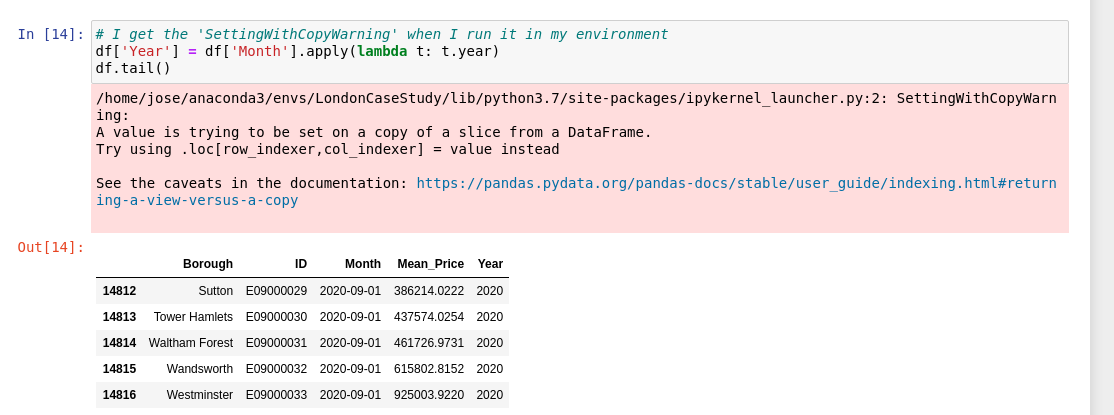 In [14]: # I get the 'SettingWithCopyWarning' when I run it in my environment
df['Year'] = df['Month'].apply(lambda t: t.year)
df.tail()
/home/jose/anaconda3/envs/LondonCaseStudy/lib/python3.7/site-packages/ipykernel_launcher.py:2: SettingWithCopyWarn
ing:
A value is trying to be set on a copy of a slice from a DataFrame.
Try using .loc[row_indexer,col_indexer] = value instead
See the caveats in the documentation: https://pandas.pydata.org/pandas-docs/stable/user_guide/indexing.html#return
ing-a-view-versus-a-copy
Out[14]:
Borough ID Month Mean_Price Year
14812 Sutton E09000029 2020-09-01 386214.0222 2020
14813 Tower Hamlets E09000030 2020-09-01 437574.0254 2020
14814 Waltham Forest E09000031 2020-09-01 461726.9731 2020
14815 Wandsworth E09000032 2020-09-01 615802.8152 2020
14816 Westminster E09000033 2020-09-01 925003.9220 2020